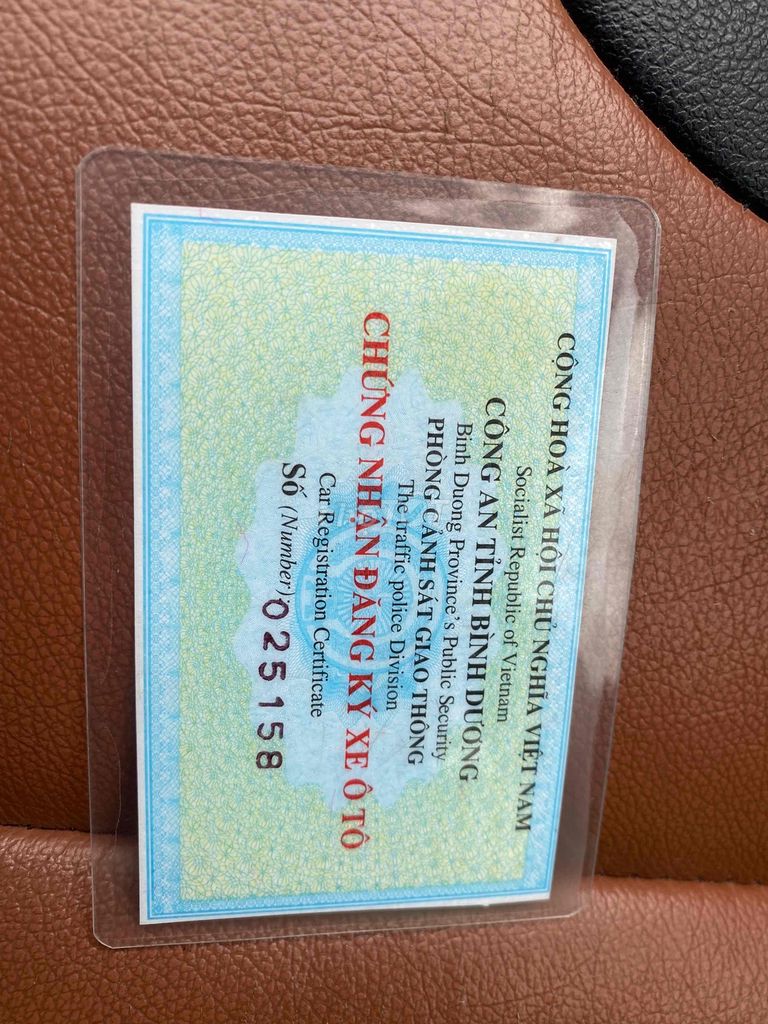 CỘNG HOÀ XÃ HỘI CHỦ NGHĨA VIỆT NAM
Socialist Republic of Vietnam
CÔNG AN TỈNH BÌNH DƯƠNG
Binh Duong Province's Public Security
PHÒNG CẢNH SÁT GIAO THÔNG
The traffic police Division
CHỨNG NHẬN ĐĂNG KÝ XE Ô TÔ
Car Registration Certificate
Số (Number): 025158